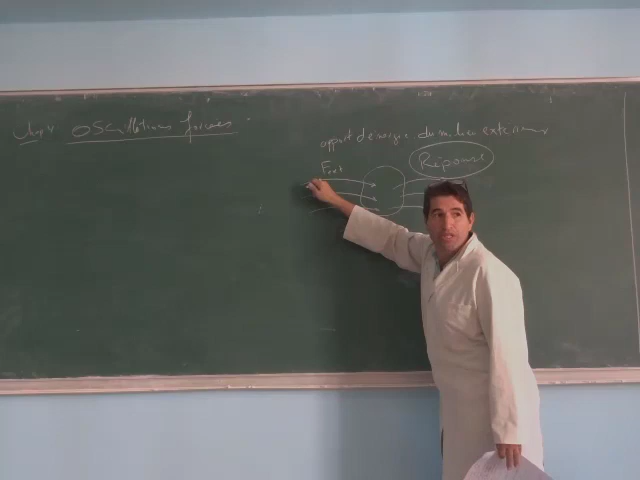 Chap V Oscillations forcées
apport d'énergie du milieu extérieur
Fext
Réponse